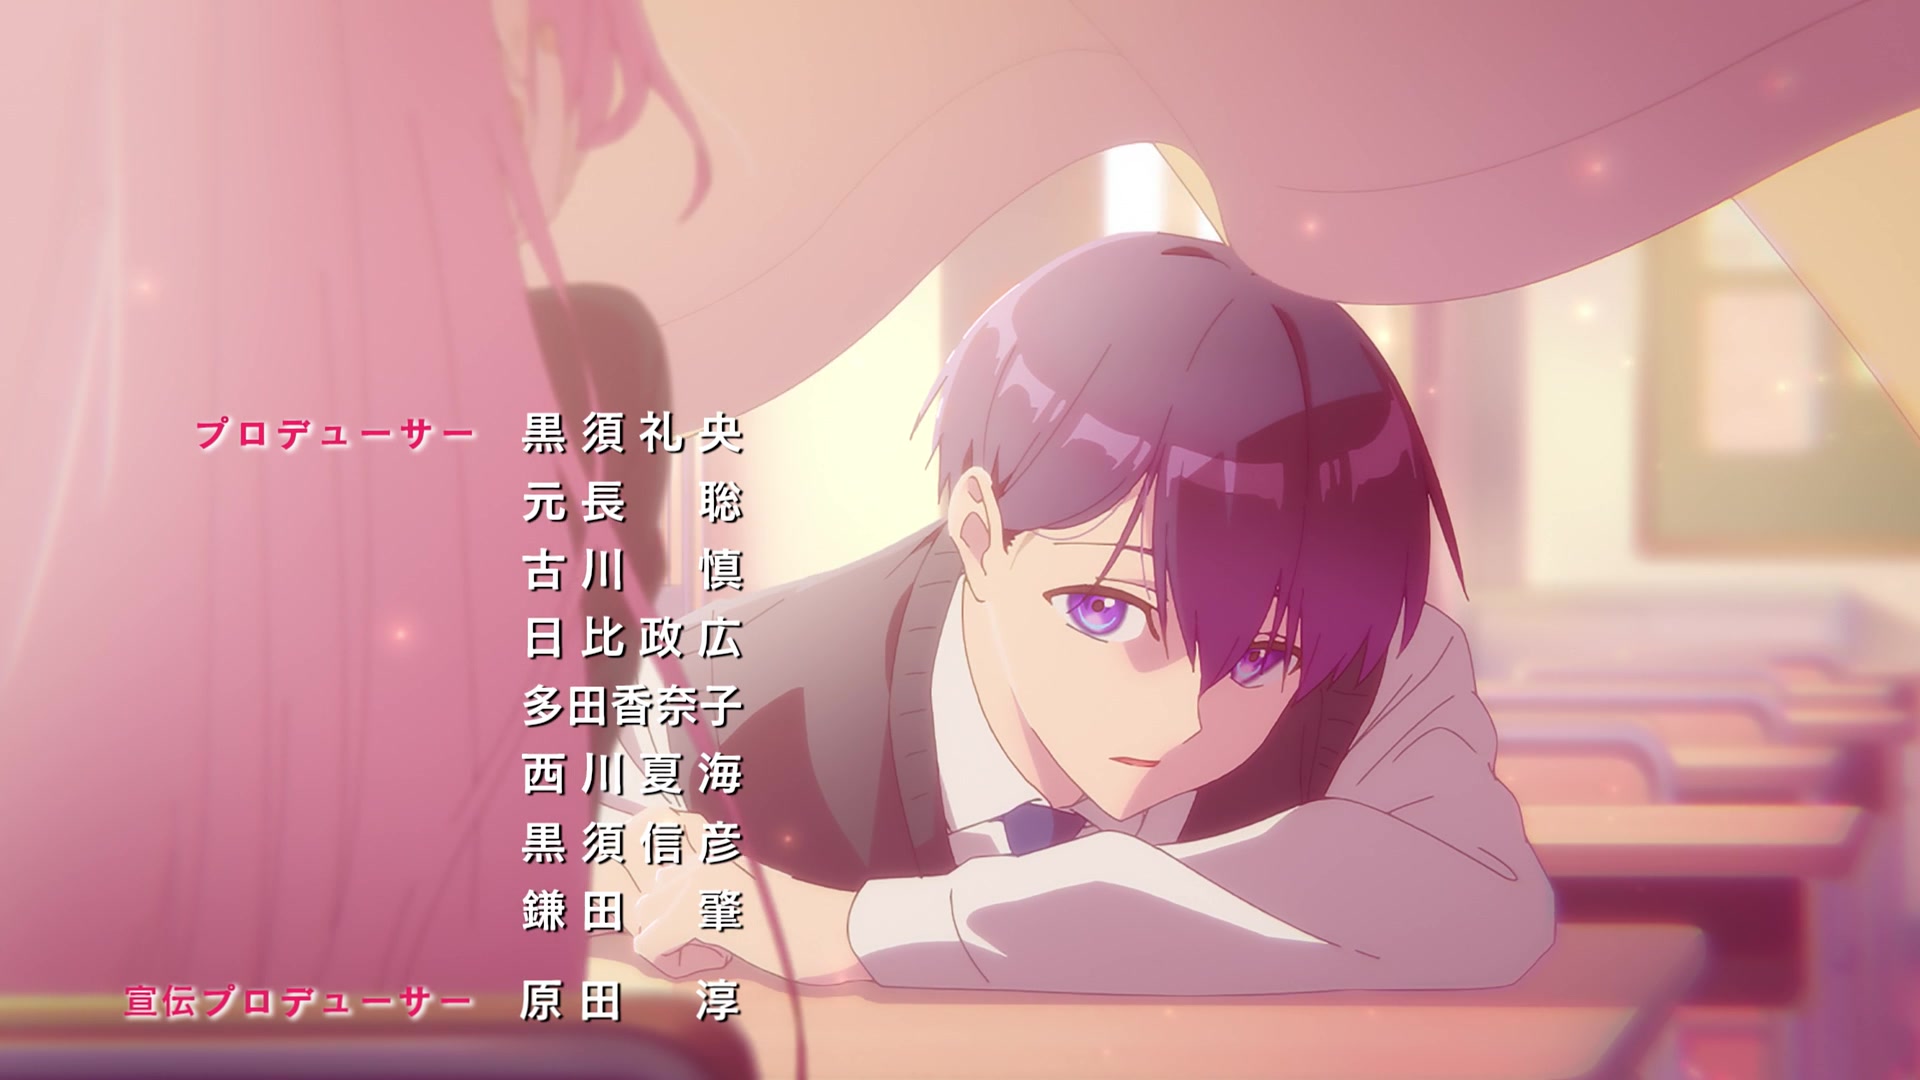 プロデューサー 黒須礼央
元長 聡
古川 慎
日比政広
多田香奈子
西川夏海
黒須信彦
鎌田 肇
宣伝プロデューサー 原田 淳